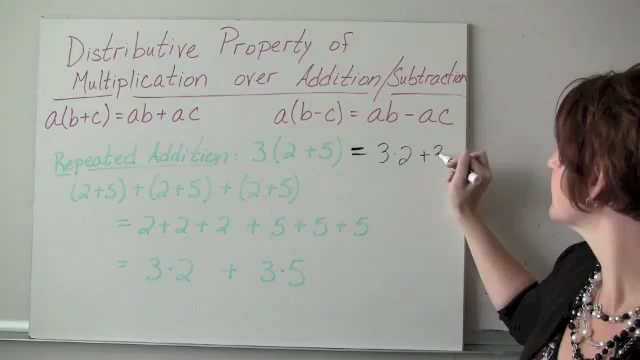 Distributive Property of
Multiplication over Addition/Subtraction
a(b+c) = ab + ac a(b-c) = ab - ac
Repeated Addition: 3(2+5) = 3·2 + 3
(2+5) + (2+5) + (2+5)
= 2+2+2 + 5+5+5
= 3·2 + 3·5